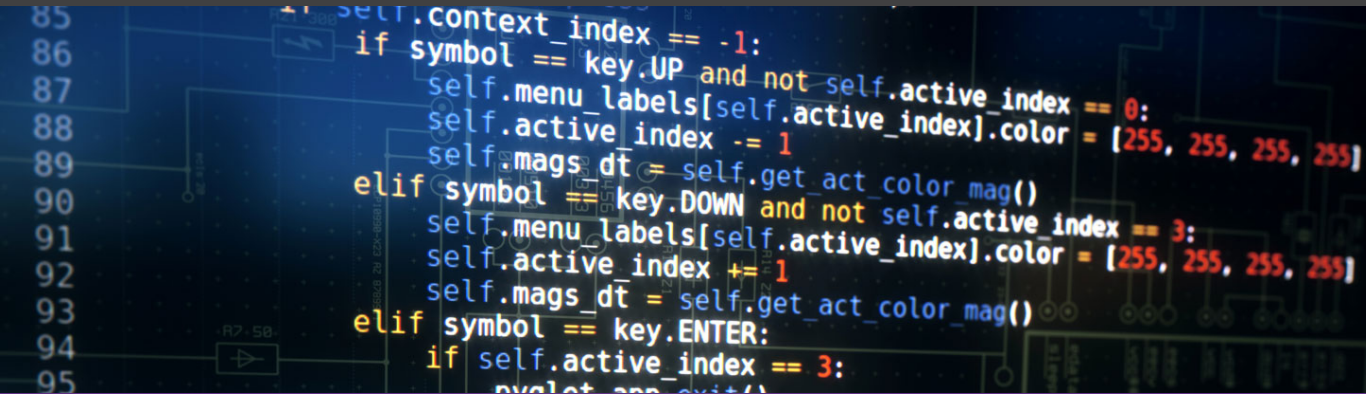 85 if self.context_index == -1:
86 if symbol == key.UP and not self.active_index == 0:
87 self.menu_labels[self.active_index].color = [255, 255, 255, 255]
88 self.active_index -= 1
89 self.mags_dt = self.get_act_color_mag()
90 elif symbol == key.DOWN and not self.active_index == 3:
91 self.menu_labels[self.active_index].color = [255, 255, 255, 255]
92 self.active_index += 1
93 self.mags_dt = self.get_act_color_mag()
94 elif symbol == key.ENTER:
95 if self.active_index == 3:
pyglet.app.exit()